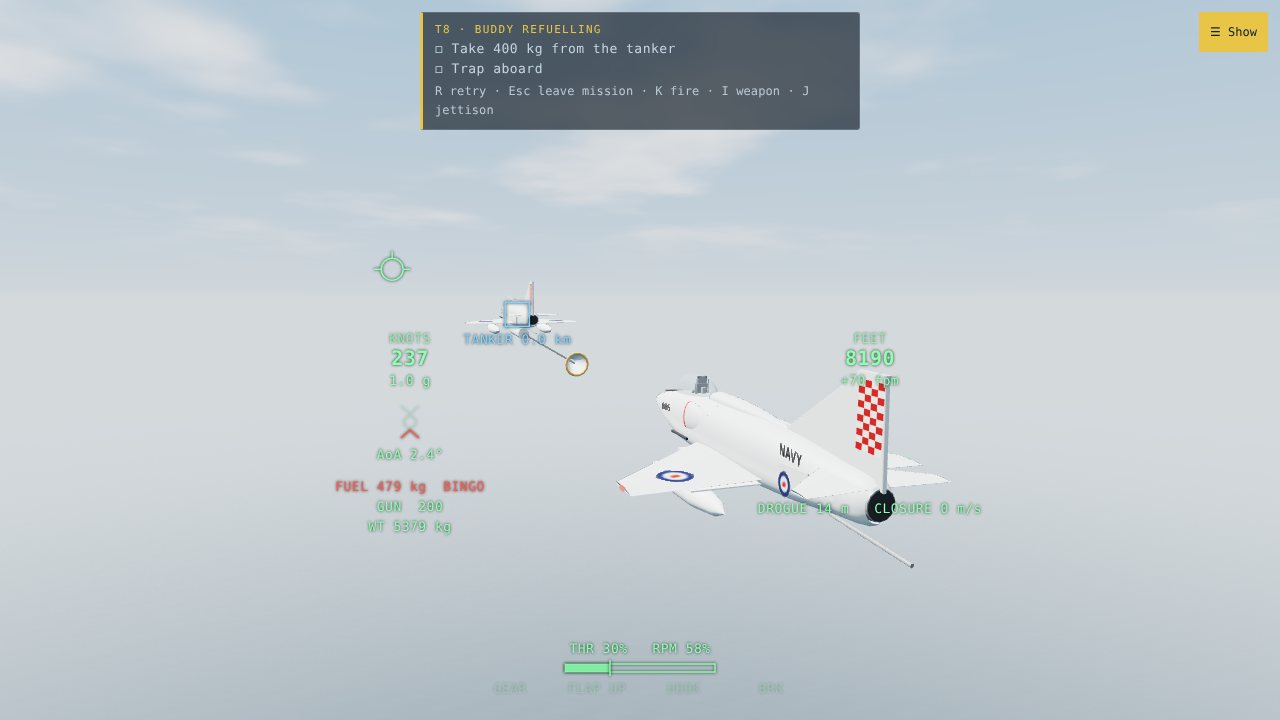 T8 · BUDDY REFUELLING
☐ Take 400 kg from the tanker
☐ Trap aboard
R retry · Esc leave mission · K fire · I weapon · J
jettison
☰ Show
KNOTS
237
1.0 g
TANKER 0.0 km
FEET
8190
+70 fpm
AoA 2.4°
FUEL 479 kg BINGO
GUN 200
WT 5379 kg
NAVY
DROGUE 14 m CLOSURE 0 m/s
THR 30% RPM 58%
GEAR FLAP UP HOOK BRK